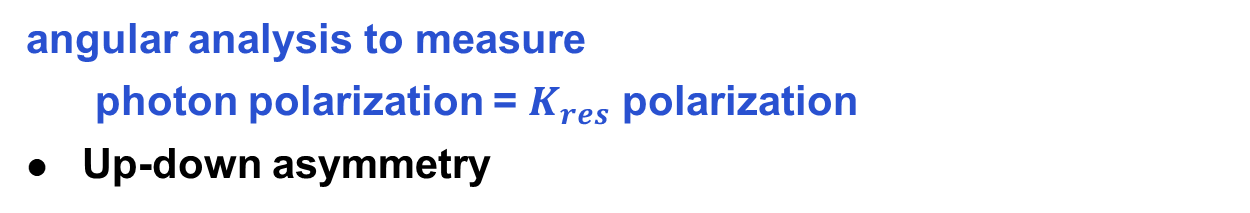 angular analysis to measure
photon polarization = K_res polarization
● Up-down asymmetry